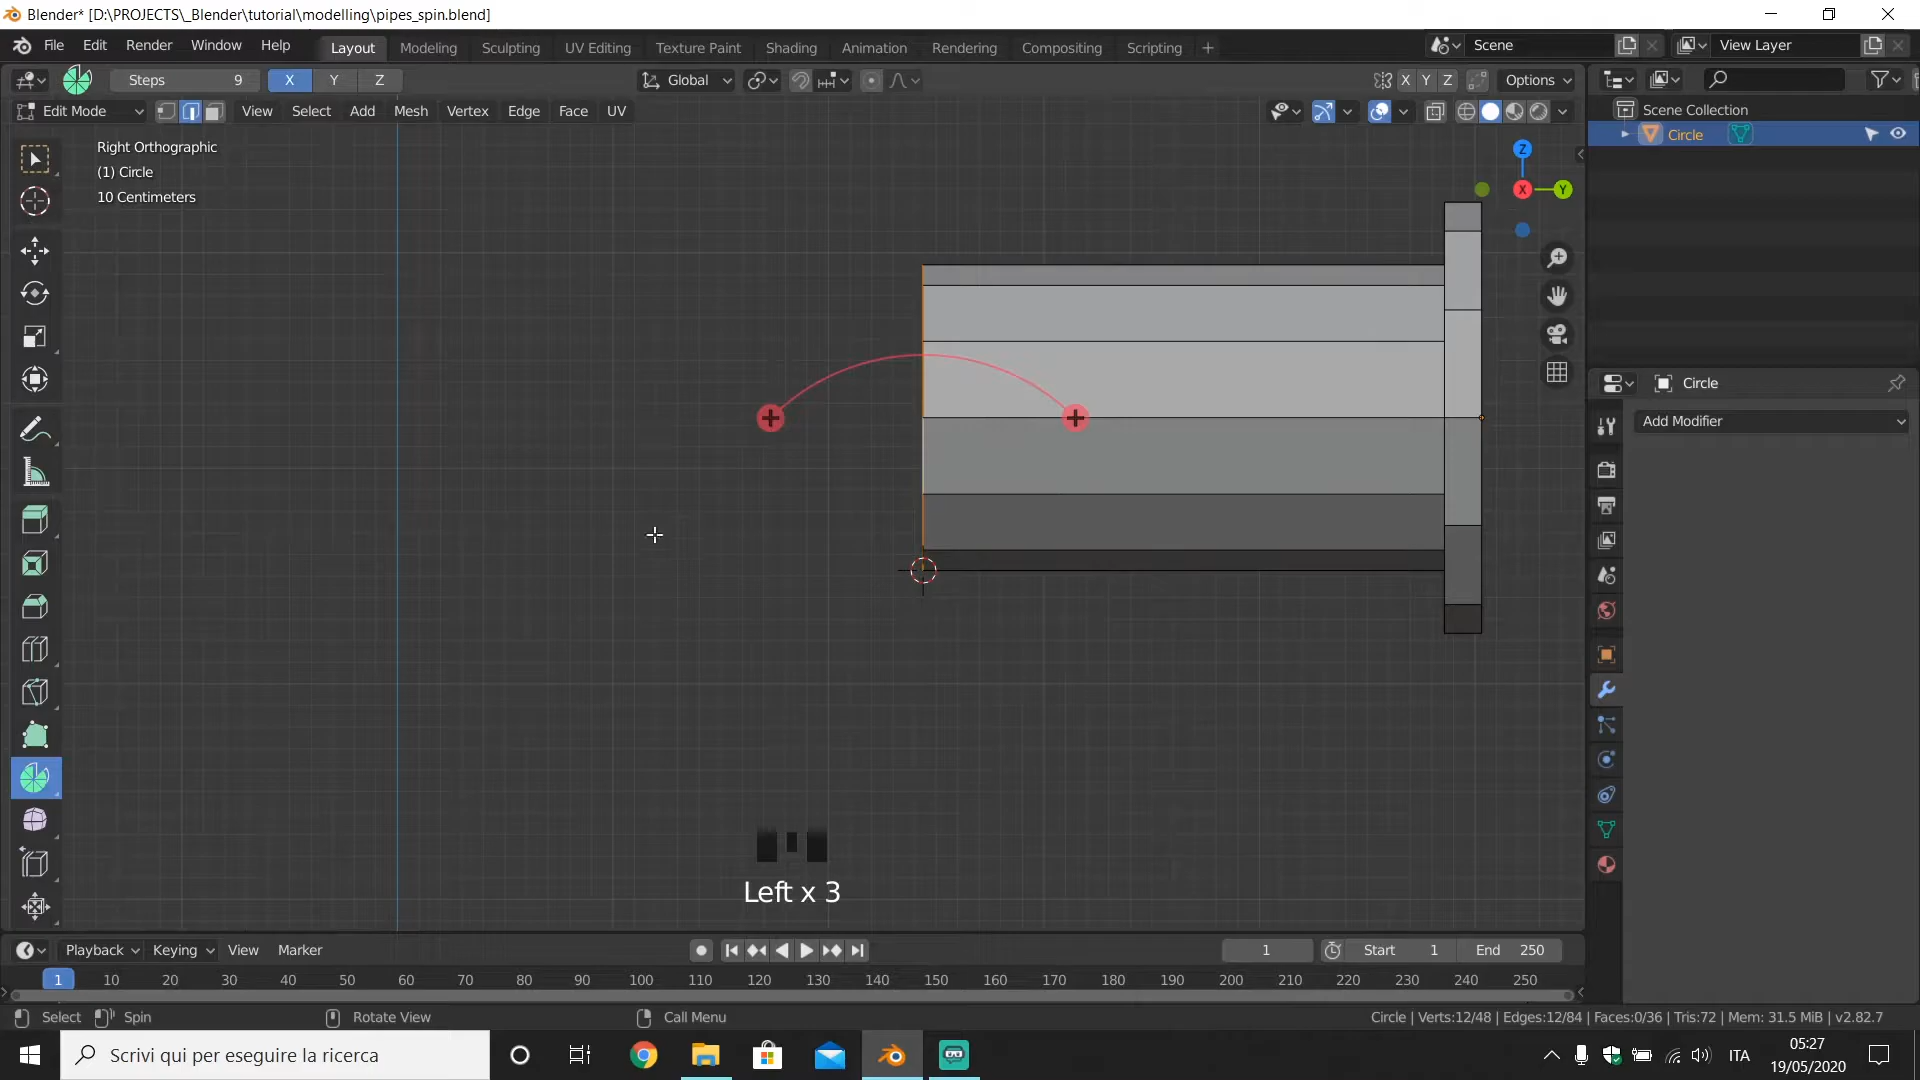 Blender* [D:\PROJECTS\_Blender\tutorial\modelling\pipes_spin.blend]
File Edit Render Window Help Layout Modeling Sculpting UV Editing Texture Paint Shading Animation Rendering Compositing Scripting + Scene View Layer
Steps 9 X Y Z Global X Y Z Options
Edit Mode View Select Add Mesh Vertex Edge Face UV
Scene Collection
Circle
Right Orthographic
(1) Circle
10 Centimeters
Z
X Y
Circle
Add Modifier
Left x 3
Playback Keying View Marker 1 Start 1 End 250
1 10 20 30 40 50 60 70 80 90 100 110 120 130 140 150 160 170 180 190 200 210 220 230 240 250
Select Spin Rotate View Call Menu Circle | Verts:12/48 | Edges:12/84 | Faces:0/36 | Tris:72 | Mem: 31.5 MiB | v2.82.7
Scrivi qui per eseguire la ricerca
ITA
05:27
19/05/2020